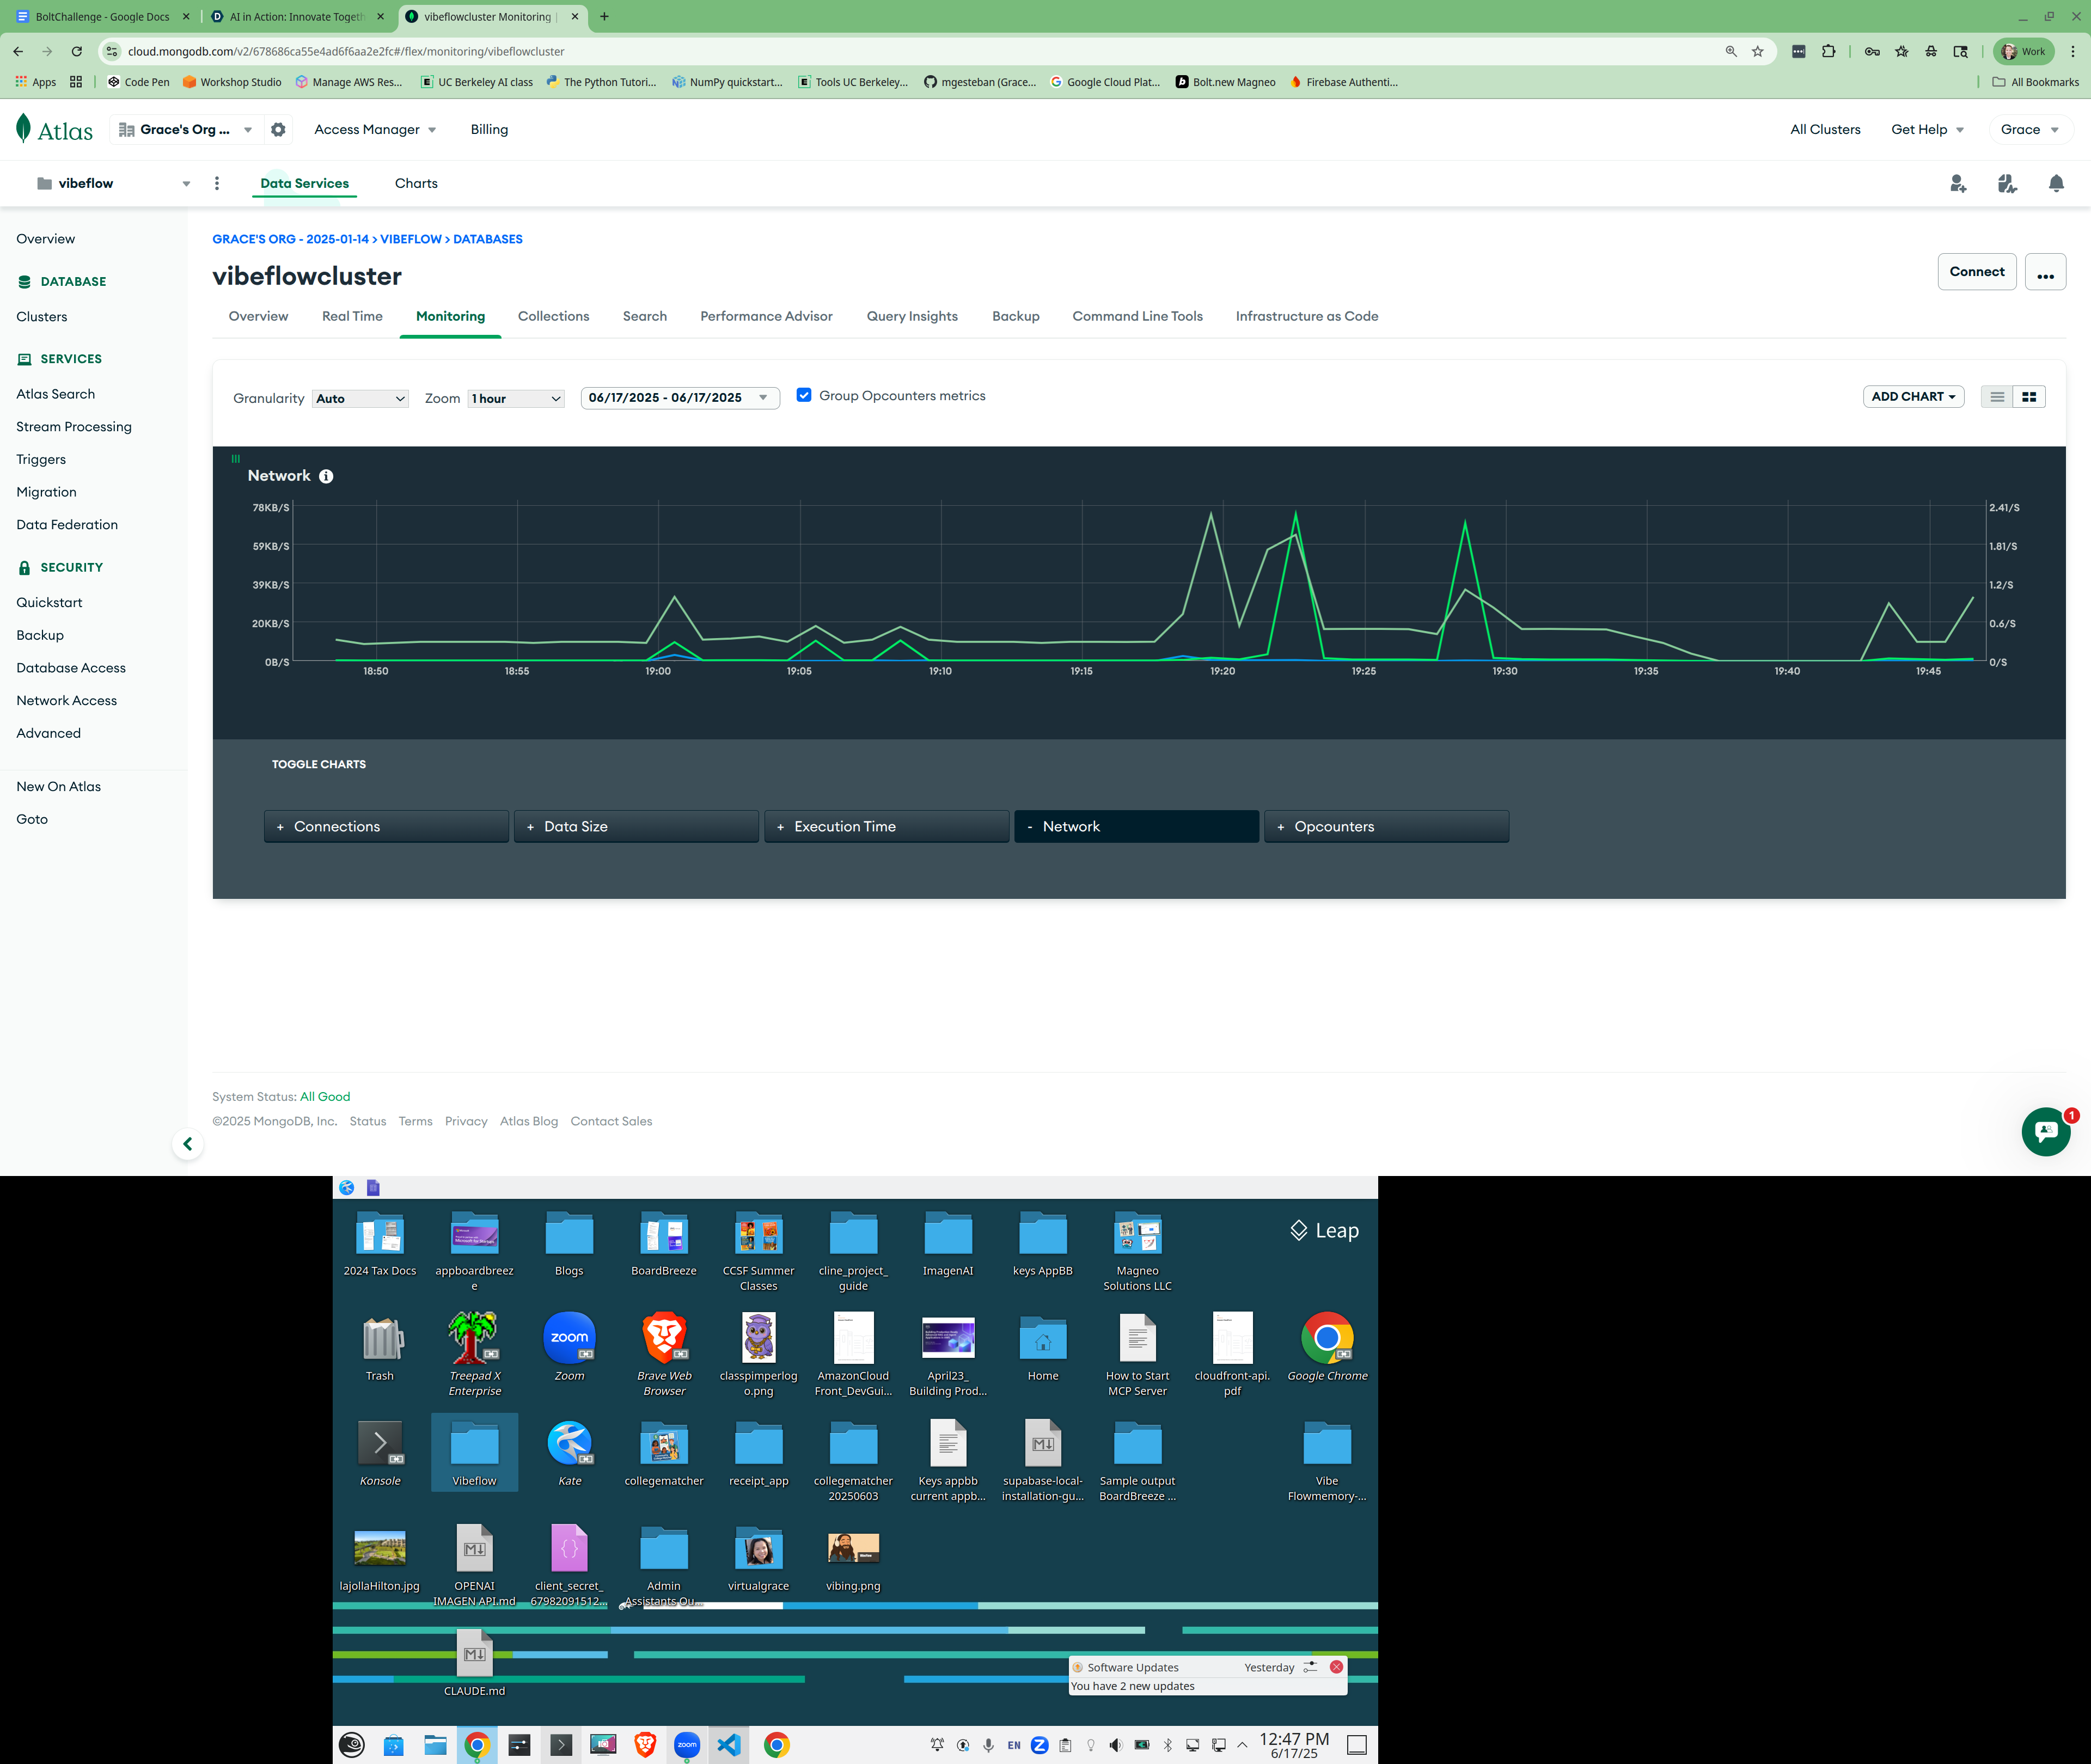 BoltChallenge - Google Docs
AI in Action: Innovate Togeth
vibeflowcluster Monitoring |
cloud.mongodb.com/v2/678686ca55e4ad6f6aa2e2fc#/flex/monitoring/vibeflowcluster
Work
Apps
Code Pen
Workshop Studio
Manage AWS Res...
UC Berkeley AI class
The Python Tutori...
NumPy quickstart...
Tools UC Berkeley...
mgesteban (Grace...
Google Cloud Plat...
Bolt.new Magneo
Firebase Authenti...
All Bookmarks
Atlas
Grace's Org ...
Access Manager
Billing
All Clusters
Get Help
Grace
vibeflow
Data Services
Charts
Overview
DATABASE
Clusters
SERVICES
Atlas Search
Stream Processing
Triggers
Migration
Data Federation
SECURITY
Quickstart
Backup
Database Access
Network Access
Advanced
New On Atlas
Goto
GRACE'S ORG - 2025-01-14 > VIBEFLOW > DATABASES
vibeflowcluster
Connect
...
Overview
Real Time
Monitoring
Collections
Search
Performance Advisor
Query Insights
Backup
Command Line Tools
Infrastructure as Code
Granularity
Auto
Zoom
1 hour
06/17/2025 - 06/17/2025
Group Opcounters metrics
ADD CHART
Network
78KB/S
59KB/S
39KB/S
20KB/S
0B/S
2.41/S
1.81/S
1.2/S
0.6/S
0/S
18:50
18:55
19:00
19:05
19:10
19:15
19:20
19:25
19:30
19:35
19:40
19:45
TOGGLE CHARTS
+ Connections
+ Data Size
+ Execution Time
- Network
+ Opcounters
System Status: All Good
©2025 MongoDB, Inc.
Status
Terms
Privacy
Atlas Blog
Contact Sales
1
Leap
2024 Tax Docs
appboardbreez
e
Blogs
BoardBreeze
CCSF Summer
Classes
cline_project_
guide
ImagenAI
keys AppBB
Magneo
Solutions LLC
Trash
Treepad X
Enterprise
zoom
Zoom
Brave Web
Browser
classpimperlog
o.png
AmazonCloud
Front_DevGui...
April23_
Building Prod...
Home
How to Start
MCP Server
cloudfront-api.
pdf
Google Chrome
Konsole
Vibeflow
Kate
collegematcher
receipt_app
collegematcher
20250603
Keys appbb
current appb...
supabase-local-
installation-gu...
Sample output
BoardBreeze ...
Vibe
Flowmemory-...
lajollaHilton.jpg
OPENAI
IMAGEN API.md
client_secret_
67982091512...
Admin
Assistants Ou...
virtualgrace
vibing.png
CLAUDE.md
Software Updates
Yesterday
You have 2 new updates
zoom
EN
Z
12:47 PM
6/17/25